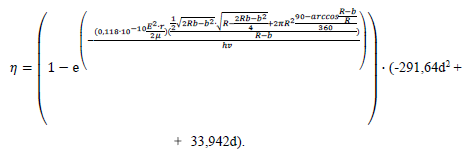 η = (1 − e^(−((0,118·10^(−10) (E²·r)/(2μ))(1/2 √(2Rb−b²)·√(R−(2Rb−b²)/4)+2πR² (90−arccos((R−b)/R))/360)/(R−b))/(hv))) · (-291,64d² +
+ 33,942d).